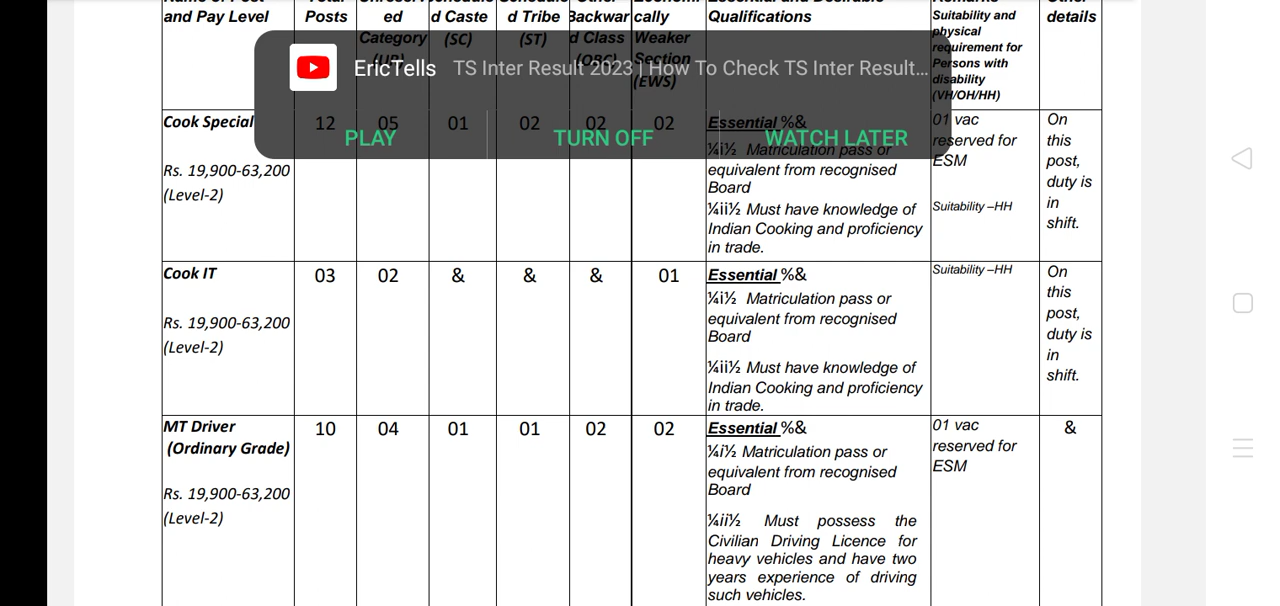 and Pay Level
Posts
ed
Category
d Caste
(SC)
d Tribe
(ST)
Backwar
d Class
(OBC)
cally
Weaker
Section
(EWS)
Essential and Desirable
Qualifications
Remarks
Suitability and
physical
requirement for
Persons with
disability
(VH/OH/HH)
details
EricTells TS Inter Result 2023 I How To Check TS Inter Result...
PLAY TURN OFF WATCH LATER
Cook Special
Rs. 19,900-63,200
(Level-2)
12 05 01 02 02 02
Essential %&
¼i½ Matriculation pass or
equivalent from recognised
Board
¼ii½ Must have knowledge of
Indian Cooking and proficiency
in trade.
01 vac
reserved for
ESM
Suitability –HH
On
this
post,
duty is
in
shift.
Cook IT
Rs. 19,900-63,200
(Level-2)
03 02 & & & 01
Essential %&
¼i½ Matriculation pass or
equivalent from recognised
Board
¼ii½ Must have knowledge of
Indian Cooking and proficiency
in trade.
Suitability –HH
On
this
post,
duty is
in
shift.
MT Driver
(Ordinary Grade)
Rs. 19,900-63,200
(Level-2)
10 04 01 01 02 02
Essential %&
¼i½ Matriculation pass or
equivalent from recognised
Board
¼ii½ Must possess the
Civilian Driving Licence for
heavy vehicles and have two
years experience of driving
such vehicles.
01 vac
reserved for
ESM
&